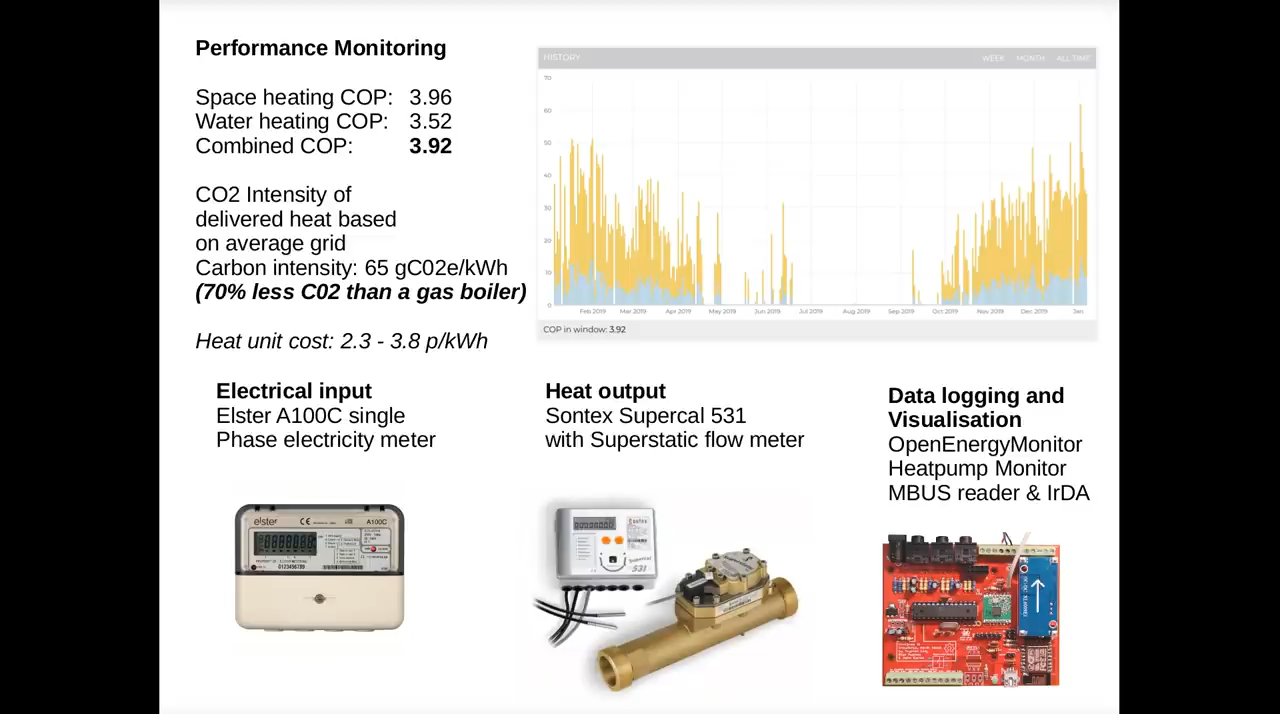 Performance Monitoring
Space heating COP: 3.96
Water heating COP: 3.52
Combined COP: 3.92
CO2 Intensity of
delivered heat based
on average grid
Carbon intensity: 65 gC02e/kWh
(70% less C02 than a gas boiler)
Heat unit cost: 2.3 - 3.8 p/kWh
HISTORY WEEK MONTH ALL TIME
70
60
50
40
30
20
10
0
Feb 2019 Mar 2019 Apr 2019 May 2019 Jun 2019 Jul 2019 Aug 2019 Sep 2019 Oct 2019 Nov 2019 Dec 2019 Jan
COP in window: 3.92
Electrical input
Elster A100C single
Phase electricity meter
Heat output
Sontex Supercal 531
with Superstatic flow meter
Data logging and
Visualisation
OpenEnergyMonitor
Heatpump Monitor
MBUS reader & IrDA
elster CE A100C
0123456789
Supercal
531